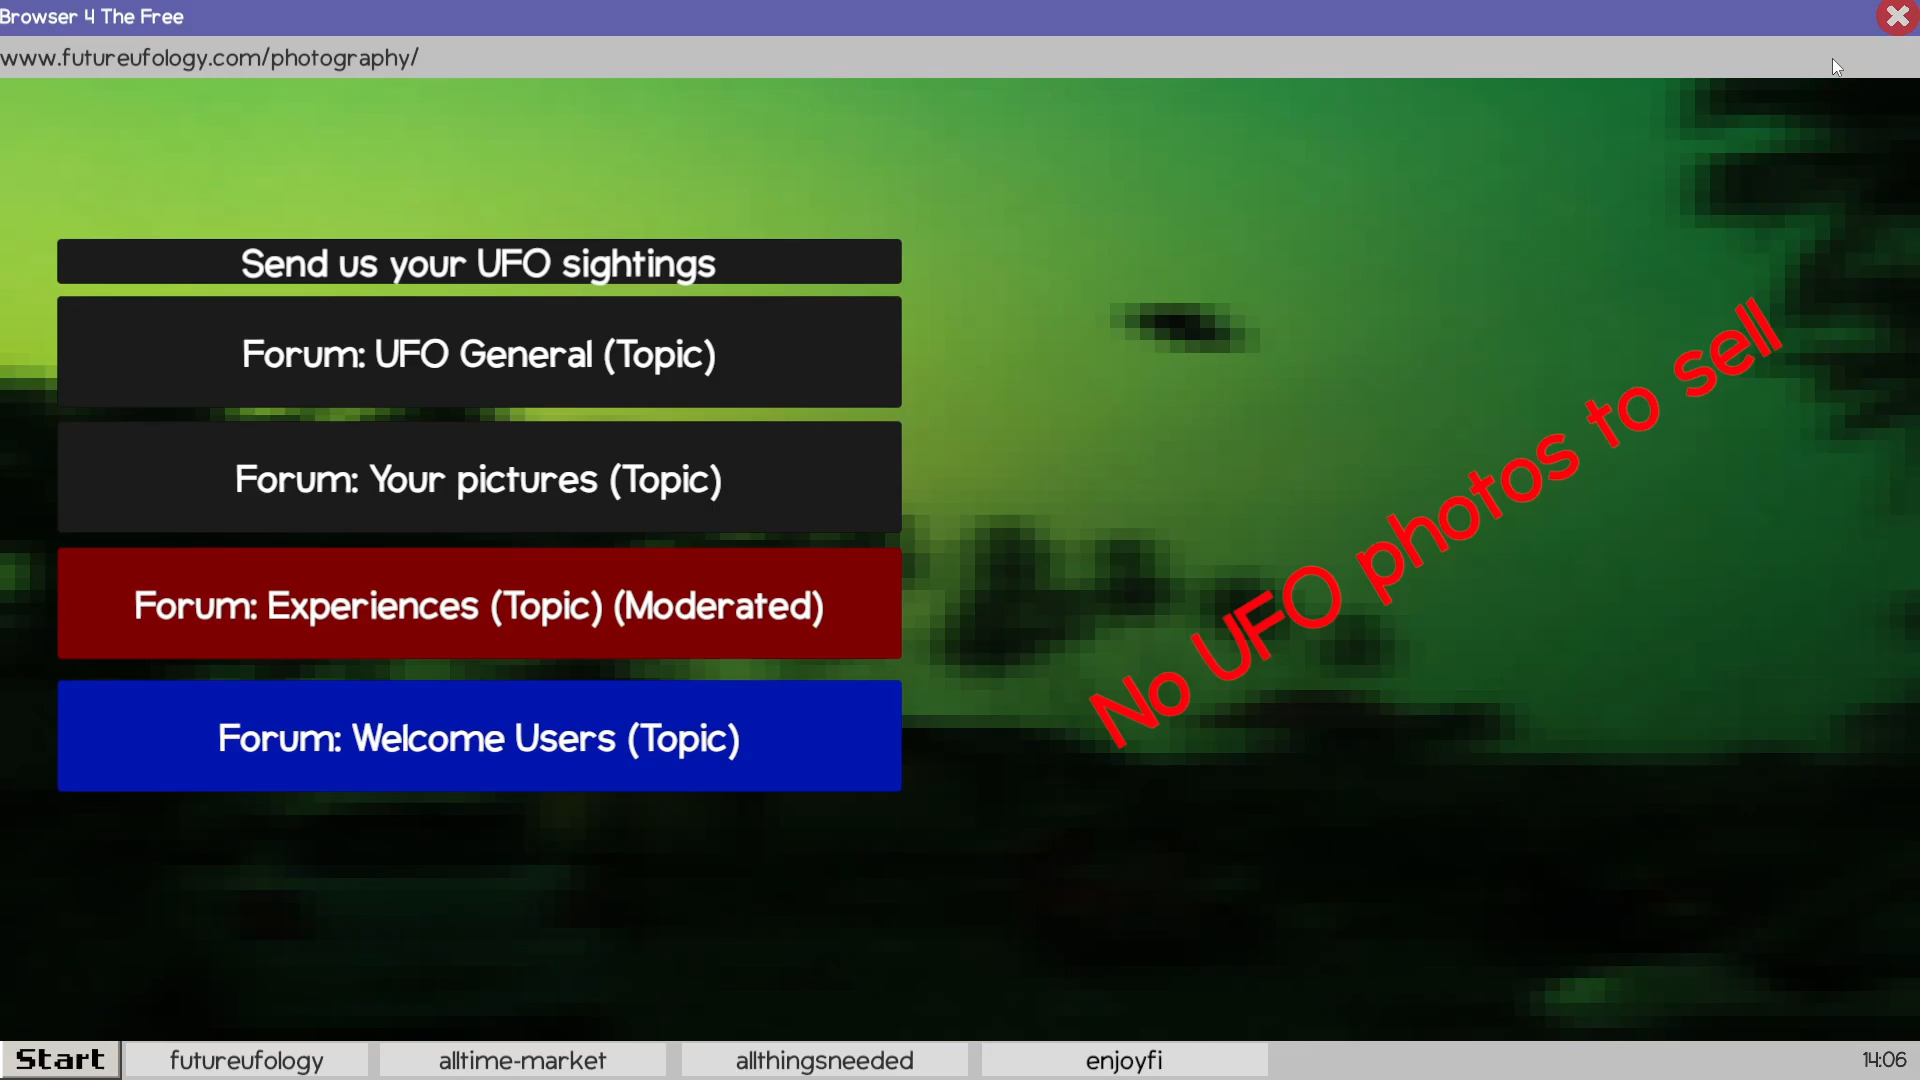 Browser 4 The Free
www.futureufology.com/photography/
Send us your UFO sightings
Forum: UFO General (Topic)
Forum: Your pictures (Topic)
Forum: Experiences (Topic) (Moderated)
Forum: Welcome Users (Topic)
No UFO photos to sell
Start
futureufology
alltime-market
allthingsneeded
enjoyfi
14:06